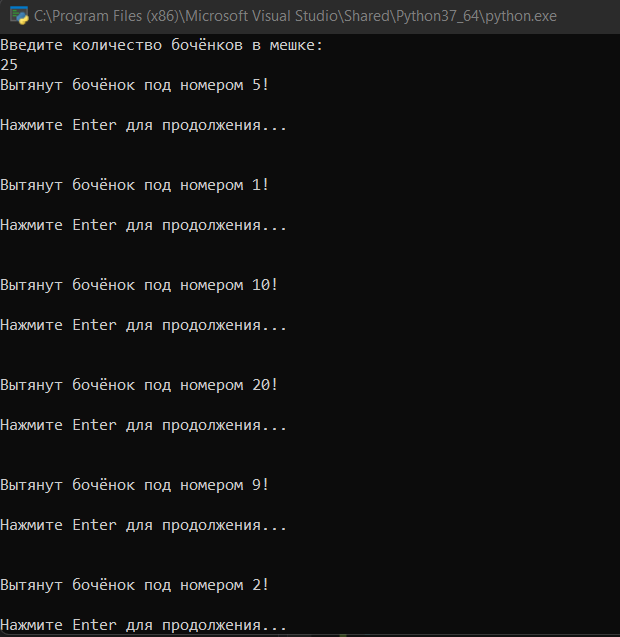 C:\Program Files (x86)\Microsoft Visual Studio\Shared\Python37_64\python.exe
Введите количество бочёнков в мешке:
25
Вытянут бочёнок под номером 5!
Нажмите Enter для продолжения...
Вытянут бочёнок под номером 1!
Нажмите Enter для продолжения...
Вытянут бочёнок под номером 10!
Нажмите Enter для продолжения...
Вытянут бочёнок под номером 20!
Нажмите Enter для продолжения...
Вытянут бочёнок под номером 9!
Нажмите Enter для продолжения...
Вытянут бочёнок под номером 2!
Нажмите Enter для продолжения...